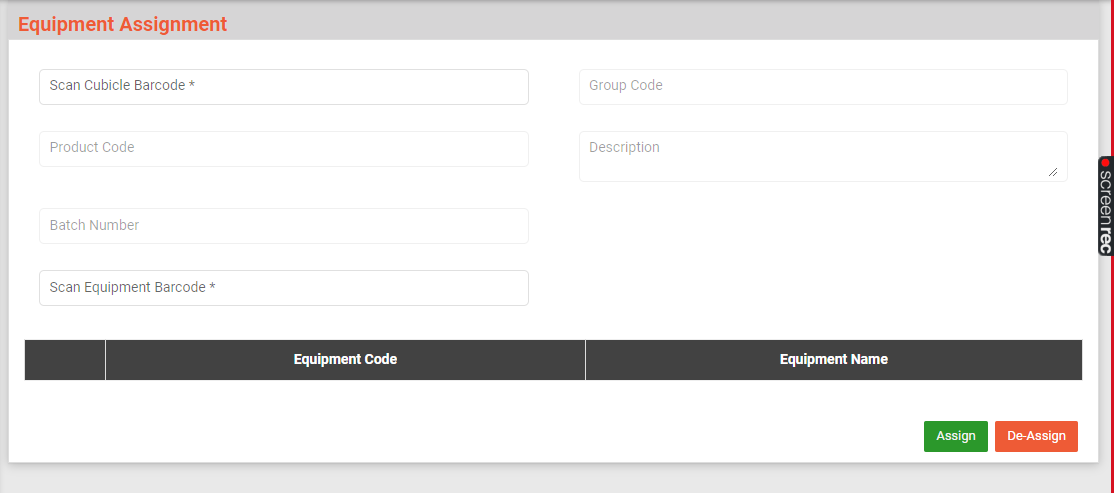 Equipment Assignment
Scan Cubicle Barcode *
Group Code
Product Code
Description
Batch Number
Scan Equipment Barcode *
Equipment Code
Equipment Name
Assign
De-Assign
screenrec